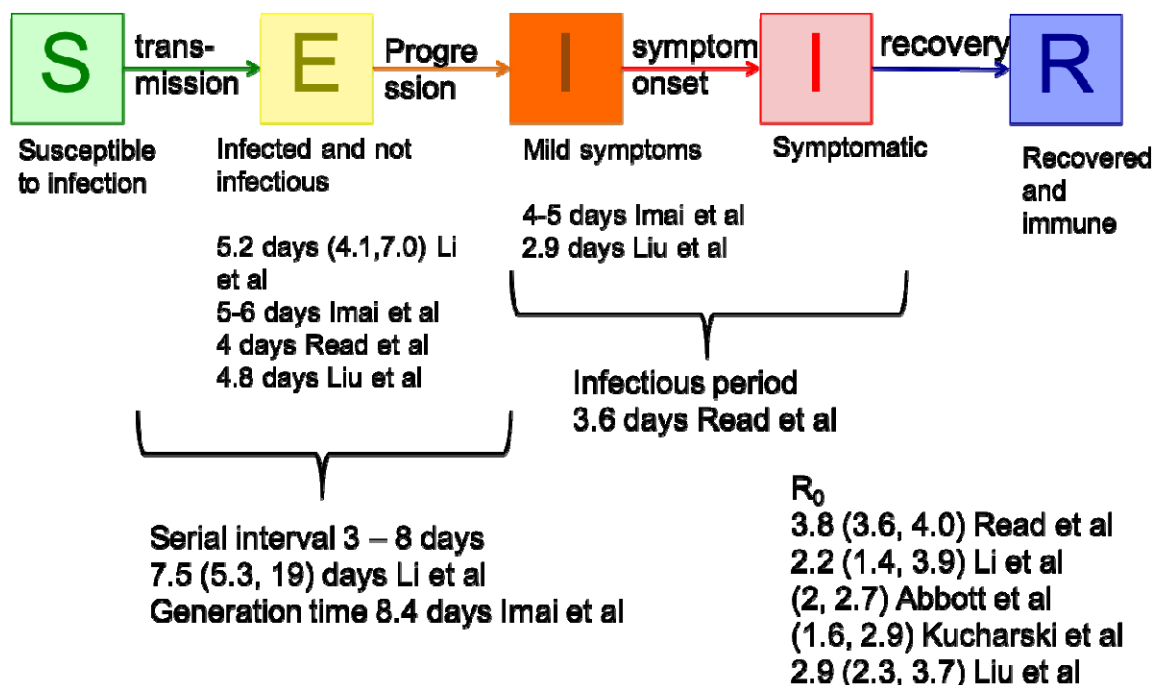 S
trans-
mission
E
Progre
ssion
I
symptom
onset
I
recovery
R
Susceptible
to infection
Infected and not
infectious
Mild symptoms
Symptomatic
Recovered
and
immune
5.2 days (4.1,7.0) Li
et al
5-6 days Imai et al
4 days Read et al
4.8 days Liu et al
4-5 days Imai et al
2.9 days Liu et al
Infectious period
3.6 days Read et al
Serial interval 3 – 8 days
7.5 (5.3, 19) days Li et al
Generation time 8.4 days Imai et al
R₀
3.8 (3.6, 4.0) Read et al
2.2 (1.4, 3.9) Li et al
(2, 2.7) Abbott et al
(1.6, 2.9) Kucharski et al
2.9 (2.3, 3.7) Liu et al